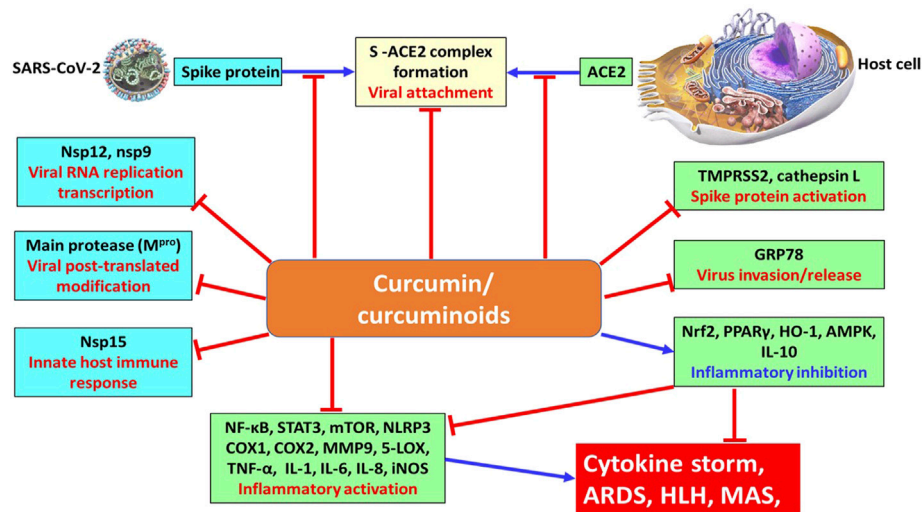 SARS-CoV-2
Spike protein
S -ACE2 complex
formation
Viral attachment
ACE2
Host cell
Nsp12, nsp9
Viral RNA replication
transcription
TMPRSS2, cathepsin L
Spike protein activation
Main protease (Mᵖʳᵒ)
Viral post-translated
modification
Curcumin/
curcuminoids
GRP78
Virus invasion/release
Nsp15
Innate host immune
response
Nrf2, PPARγ, HO-1, AMPK,
IL-10
Inflammatory inhibition
NF-κB, STAT3, mTOR, NLRP3
COX1, COX2, MMP9, 5-LOX,
TNF-α, IL-1, IL-6, IL-8, iNOS
Inflammatory activation
Cytokine storm,
ARDS, HLH, MAS,